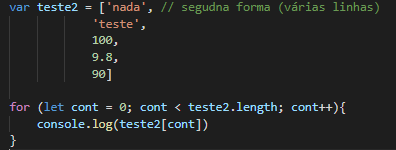 var teste2 = ['nada', // segudna forma (várias linhas)
'teste',
100,
9.8,
90]
for (let cont = 0; cont < teste2.length; cont++){
console.log(teste2[cont])
}